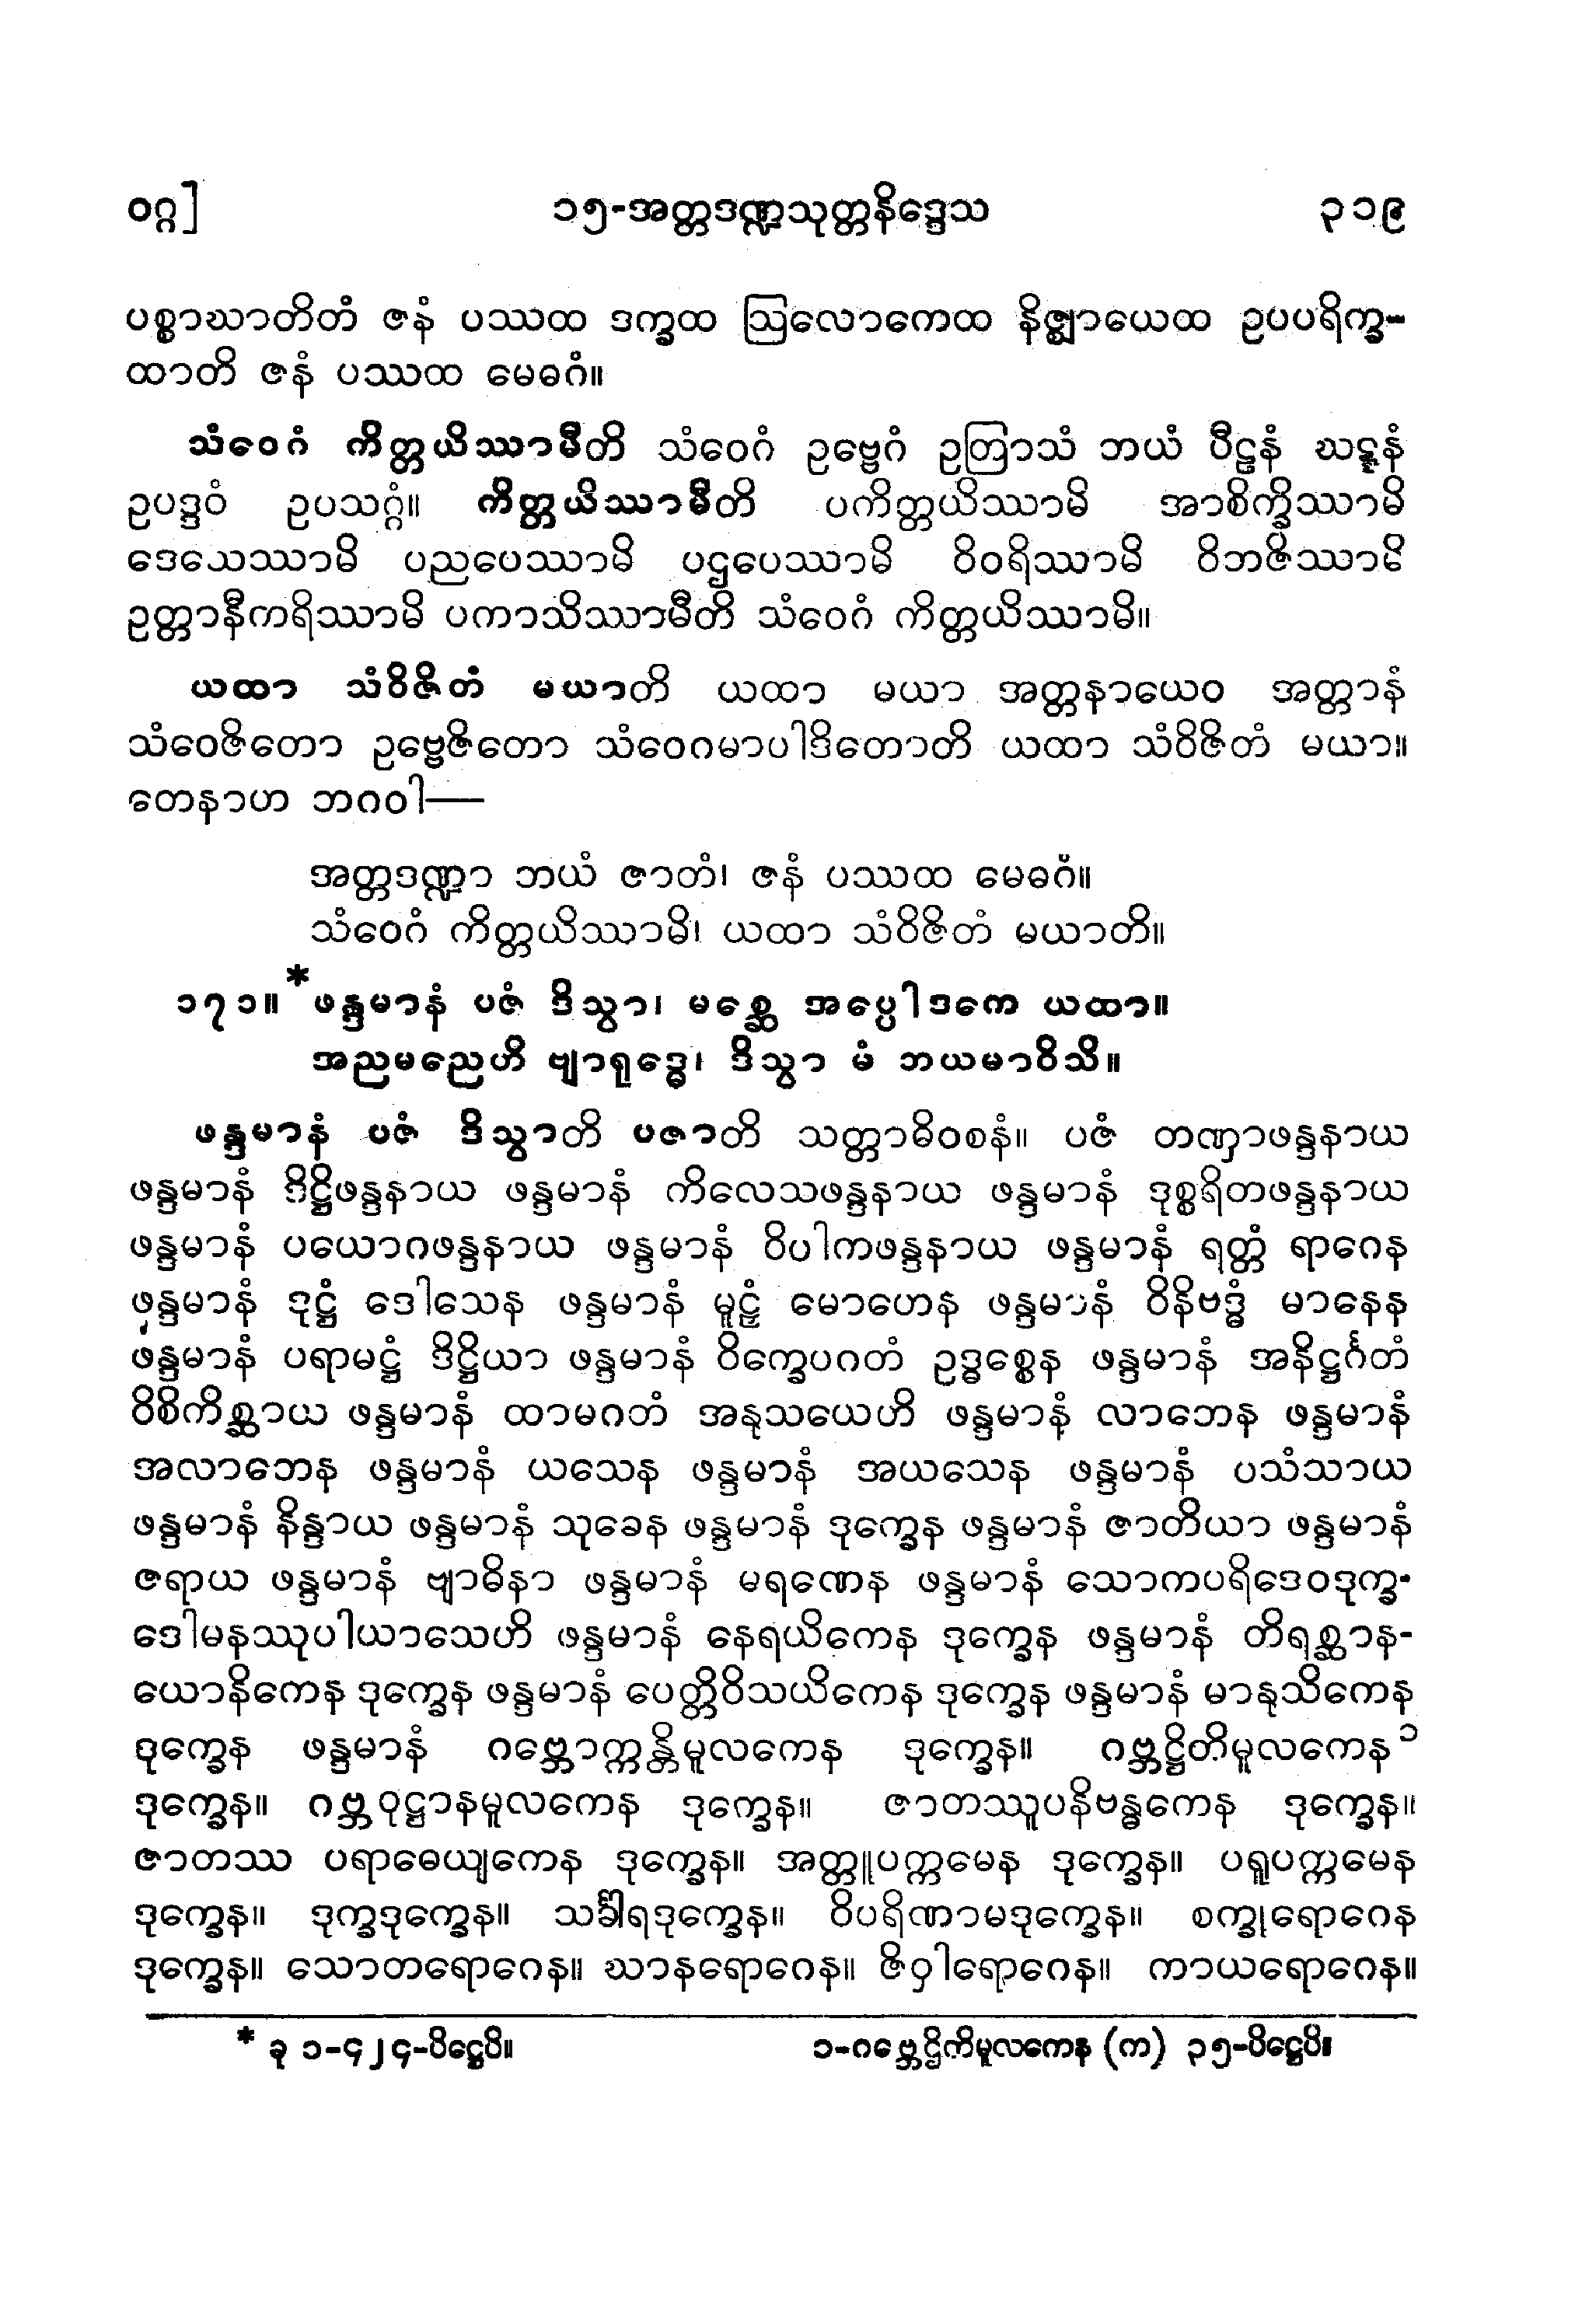 ဝဂ္ဂ] ၁၅-အတ္တဒဏ္ဍသုတ္တနိဒ္ဒေသ ၃၁၉
ပစ္စာဃာတိတံ ဇနံ ပဿထ ဒက္ခထ ဩလောကေထ နိဇ္ဈာယေထ ဥပပရိက္ခ-
ထာတိ ဇနံ ပဿထ မေဓဂံ။
သံဝေဂံ ကိတ္တယိဿာမီတိ သံဝေဂံ ဥဗ္ဗေဂံ ဥတြာသံ ဘယံ ပီဠနံ ဃဋ္ဋနံ
ဥပဒ္ဒဝံ ဥပသဂ္ဂံ။ ကိတ္တယိဿာမီတိ ပကိတ္တယိဿာမိ အာစိက္ခိဿာမိ
ဒေသေဿာမိ ပညပေဿာမိ ပဋ္ဌပေဿာမိ ဝိဝရိဿာမိ ဝိဘဇိဿာမိ
ဥတ္တာနီကရိဿာမိ ပကာသိဿာမီတိ သံဝေဂံ ကိတ္တယိဿာမိ။
ယထာ သံဝိဇိတံ မယာတိ ယထာ မယာ အတ္တနာယေဝ အတ္တာနံ
သံဝေဇိတော ဥဗ္ဗေဇိတော သံဝေဂမာပါဒိတောတိ ယထာ သံဝိဇိတံ မယာ။
တေနာဟ ဘဂဝါ—
အတ္တဒဏ္ဍာ ဘယံ ဇာတံ၊ ဇနံ ပဿထ မေဓဂံ။
သံဝေဂံ ကိတ္တယိဿာမိ၊ ယထာ သံဝိဇိတံ မယာတိ။
၁၇၁။ *ဖန္ဒမာနံ ပဇံ ဒိသွာ၊ မစ္ဆေ အပ္ပေါဒကေ ယထာ။
အညမညေဟိ ဗျာရုဒ္ဓေ၊ ဒိသွာ မံ ဘယမာဝိသိ။
ဖန္ဒမာနံ ပဇံ ဒိသွာတိ ပဇာတိ သတ္တာဓိဝစနံ။ ပဇံ တဏှာဖန္ဒနာယ
ဖန္ဒမာနံ ဒိဋ္ဌိဖန္ဒနာယ ဖန္ဒမာနံ ကိလေသဖန္ဒနာယ ဖန္ဒမာနံ ဒုစ္စရိတဖန္ဒနာယ
ဖန္ဒမာနံ ပယောဂဖန္ဒနာယ ဖန္ဒမာနံ ဝိပါကဖန္ဒနာယ ဖန္ဒမာနံ ရတ္တံ ရာဂေန
ဖန္ဒမာနံ ဒုဋ္ဌံ ဒေါသေန ဖန္ဒမာနံ မူဠှံ မောဟေန ဖန္ဒမာနံ ဝိနိဗဒ္ဓံ မာနေန
ဖန္ဒမာနံ ပရာမဋ္ဌံ ဒိဋ္ဌိယာ ဖန္ဒမာနံ ဝိက္ခေပဂတံ ဥဒ္ဓစ္စေန ဖန္ဒမာနံ အနိဋ္ဌင်္ဂတံ
ဝိစိကိစ္ဆာယ ဖန္ဒမာနံ ထာမဂတံ အနုသယေဟိ ဖန္ဒမာနံ လာဘေန ဖန္ဒမာနံ
အလာဘေန ဖန္ဒမာနံ ယသေန ဖန္ဒမာနံ အယသေန ဖန္ဒမာနံ ပသံသာယ
ဖန္ဒမာနံ နိန္ဒာယ ဖန္ဒမာနံ သုခေန ဖန္ဒမာနံ ဒုက္ခေန ဖန္ဒမာနံ ဇာတိယာ ဖန္ဒမာနံ
ဇရာယ ဖန္ဒမာနံ ဗျာဓိနာ ဖန္ဒမာနံ မရဏေန ဖန္ဒမာနံ သောကပရိဒေဝဒုက္ခ-
ဒေါမနဿုပါယာသေဟိ ဖန္ဒမာနံ နေရယိကေန ဒုက္ခေန ဖန္ဒမာနံ တိရစ္ဆာန-
ယောနိကေန ဒုက္ခေန ဖန္ဒမာနံ ပေတ္တိဝိသယိကေန ဒုက္ခေန ဖန္ဒမာနံ မာနုသိကေန
ဒုက္ခေန ဖန္ဒမာနံ ဂဗ္ဘောက္ကန္တိမူလကေန ဒုက္ခေန။ ဂဗ္ဘဋ္ဌိတိမူလကေန ၁
ဒုက္ခေန။ ဂဗ္ဘဝုဋ္ဌာနမူလကေန ဒုက္ခေန။ ဇာတဿူပနိဗန္ဓကေန ဒုက္ခေန။
ဇာတဿ ပရာဓေယျကေန ဒုက္ခေန။ အတ္တူပက္ကမေန ဒုက္ခေန။ ပရူပက္ကမေန
ဒုက္ခေန။ ဒုက္ခဒုက္ခေန။ သင်္ခါရဒုက္ခေန။ ဝိပရိဏာမဒုက္ခေန။ စက္ခုရောဂေန
ဒုက္ခေန။ သောတရောဂေန။ ဃာနရောဂေန။ ဇိဝှါရောဂေန။ ကာယရောဂေန။
* ခု ၁-၄၂၄-ပိဋ္ဌေပိ။ ၁-ဂဗ္ဘေဌိကိမူလကေန (က) ၃၅-ပိဋ္ဌေပိ။